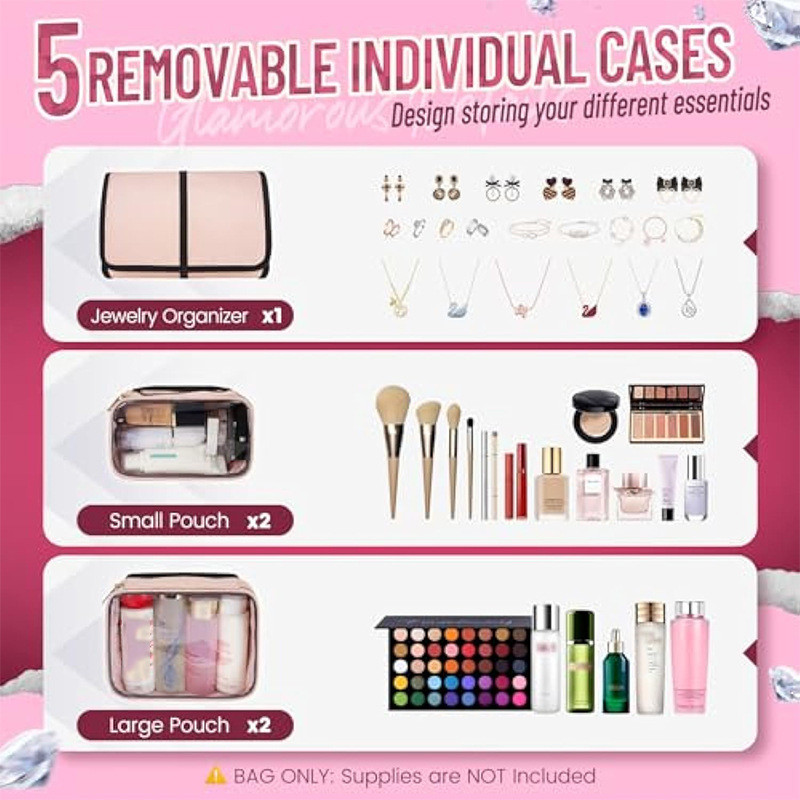 5 REMOVABLE INDIVIDUAL CASES
Glamorous
Design storing your different essentials
Jewelry Organizer x1
Small Pouch x2
Large Pouch x2
⚠ BAG ONLY: Supplies are NOT Included